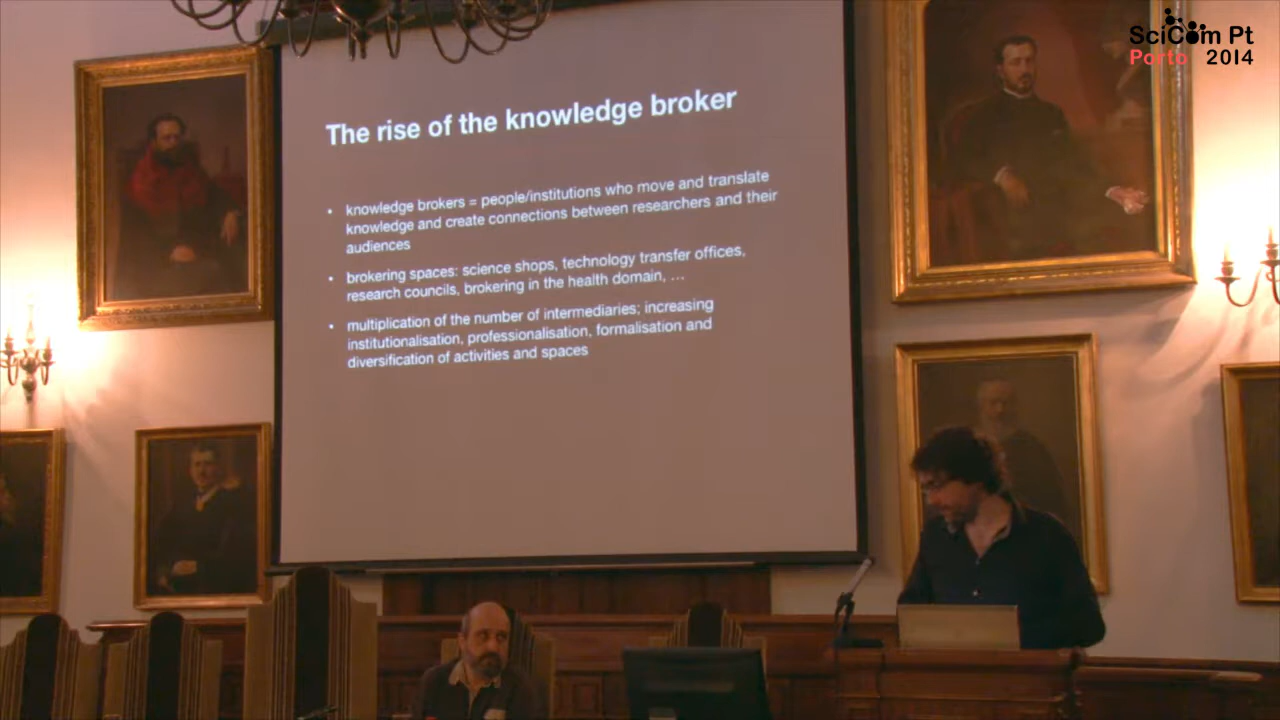 SciCom Pt
Porto 2014
The rise of the knowledge broker
• knowledge brokers = people/institutions who move and translate
knowledge and create connections between researchers and their
audiences
• brokering spaces: science shops, technology transfer offices,
research councils, brokering in the health domain, …
• multiplication of the number of intermediaries; increasing
institutionalisation, professionalisation, formalisation and
diversification of activities and spaces